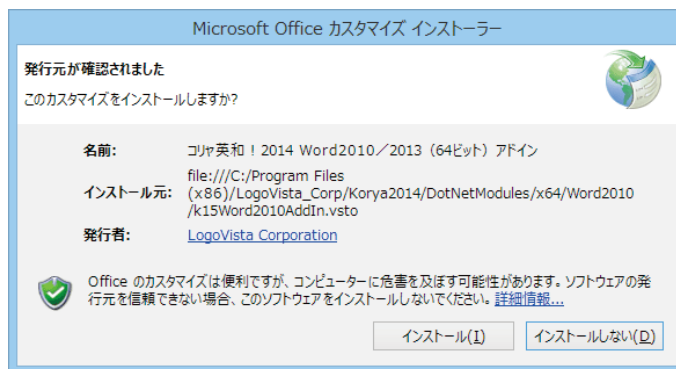 Microsoft Office カスタマイズ インストーラー
発行元が確認されました
このカスタマイズをインストールしますか?
名前: コリャ英和!2014 Word2010/2013(64ビット)アドイン
file:///C:/Program Files
インストール元: (x86)/LogoVista_Corp/Korya2014/DotNetModules/x64/Word2010
/k15Word2010AddIn.vsto
発行者: LogoVista Corporation
Office のカスタマイズは便利ですが、コンピューターに危害を及ぼす可能性があります。ソフトウェアの発
行元を信頼できない場合、このソフトウェアをインストールしないでください。詳細情報...
インストール(I) インストールしない(D)